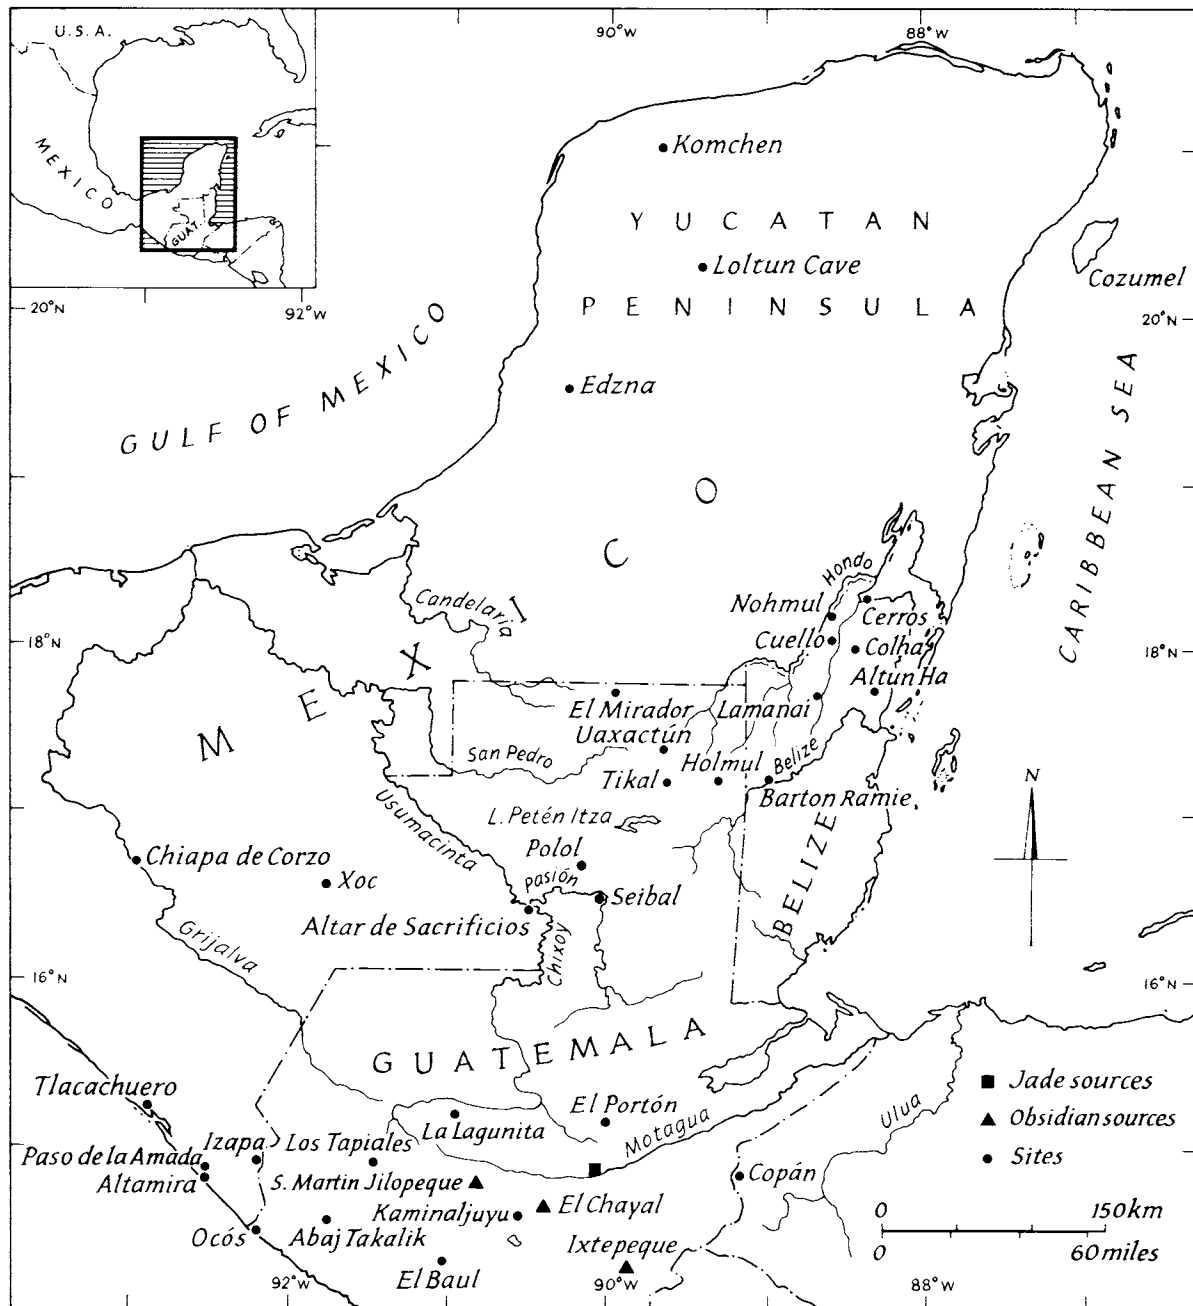 U.S.A.
MEXICO
GUAT.
90°W
88°W
Komchen
YUCATAN
Loltun Cave
Cozumel
PENINSULA
20°N
92°W
20°N
GULF OF MEXICO
Edzna
CARIBBEAN SEA
MEXICO
Hondo
Candelaria
Nohmul
Cerros
18°N
Cuello
Colha
18°N
Altun Ha
El Mirador
Lamanai
Uaxactún
San Pedro
Holmul
Belize
Tikal
Barton Ramie
N
Usumacinta
L. Petén Itza
BELIZE
Chiapa de Corzo
Polol
Xoc
Pasión
Seibal
Altar de Sacrificios
Grijalva
Chixoy
16°N
16°N
GUATEMALA
Tlacachuero
Jade sources
El Portón
Ulua
La Lagunita
Motagua
Obsidian sources
Izapa
Los Tapiales
Paso de la Amada
Sites
Altamira
S. Martin Jilopeque
Copán
El Chayal
Kaminaljuyu
0 150 km
Ocós
Abaj Takalik
Ixtepeque
0 60 miles
El Baul
92°W
90°W
88°W